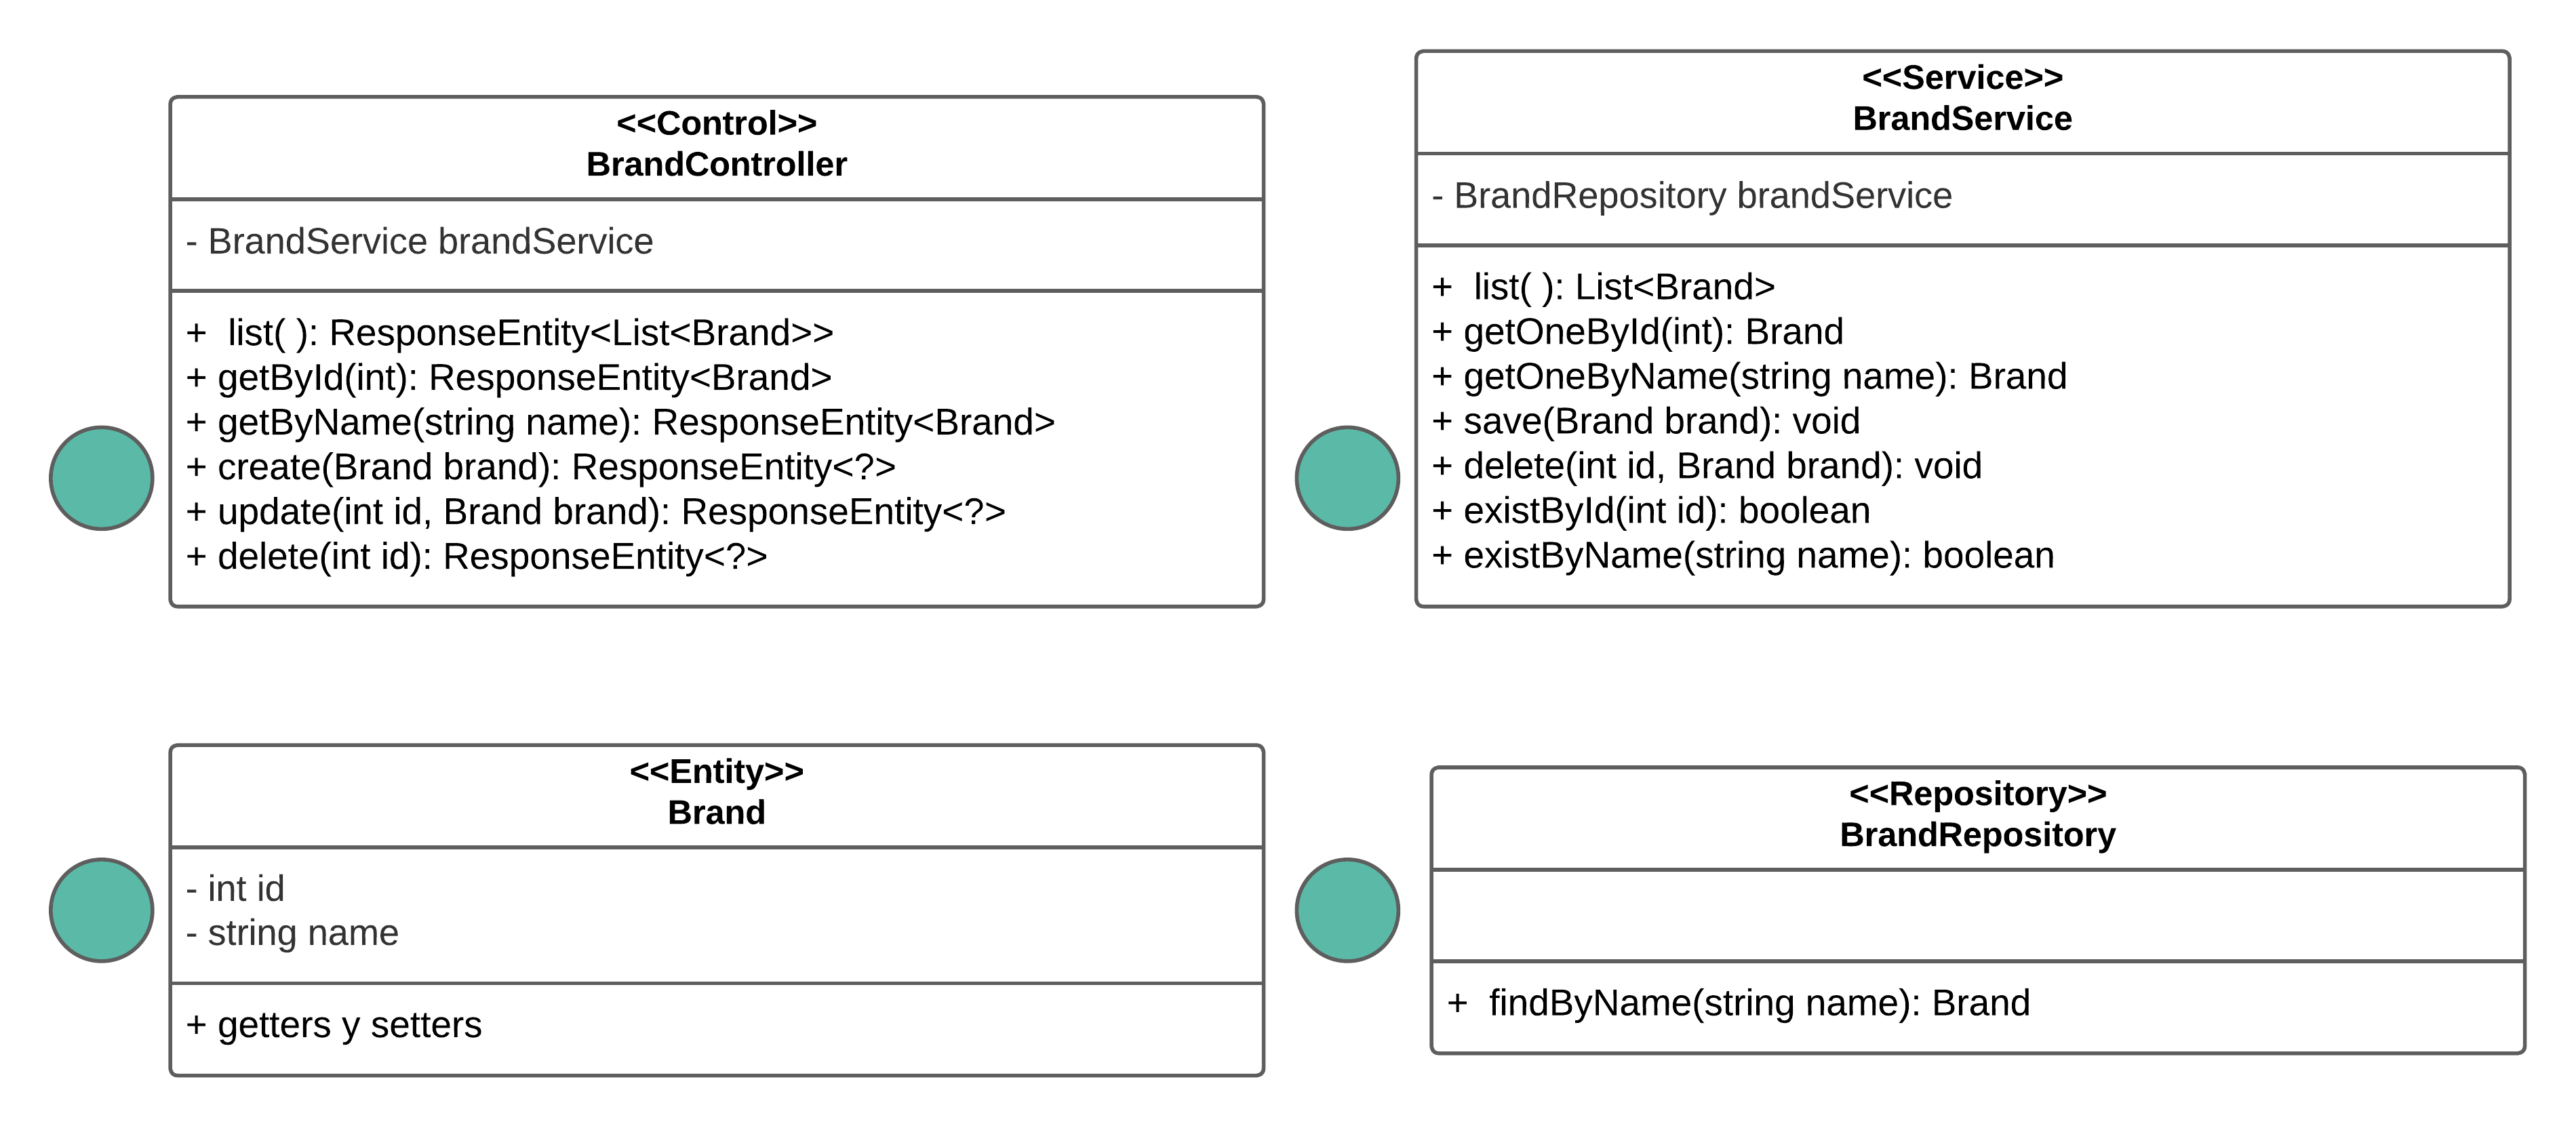 <<Control>>
BrandController
- BrandService brandService
+  list( ): ResponseEntity<List<Brand>>
+ getById(int): ResponseEntity<Brand>
+ getByName(string name): ResponseEntity<Brand>
+ create(Brand brand): ResponseEntity<?>
+ update(int id, Brand brand): ResponseEntity<?>
+ delete(int id): ResponseEntity<?>
<<Service>>
BrandService
- BrandRepository brandService
+  list( ): List<Brand>
+ getOneById(int): Brand
+ getOneByName(string name): Brand
+ save(Brand brand): void
+ delete(int id, Brand brand): void
+ existById(int id): boolean
+ existByName(string name): boolean
<<Entity>>
Brand
- int id
- string name
+ getters y setters
<<Repository>>
BrandRepository
+  findByName(string name): Brand